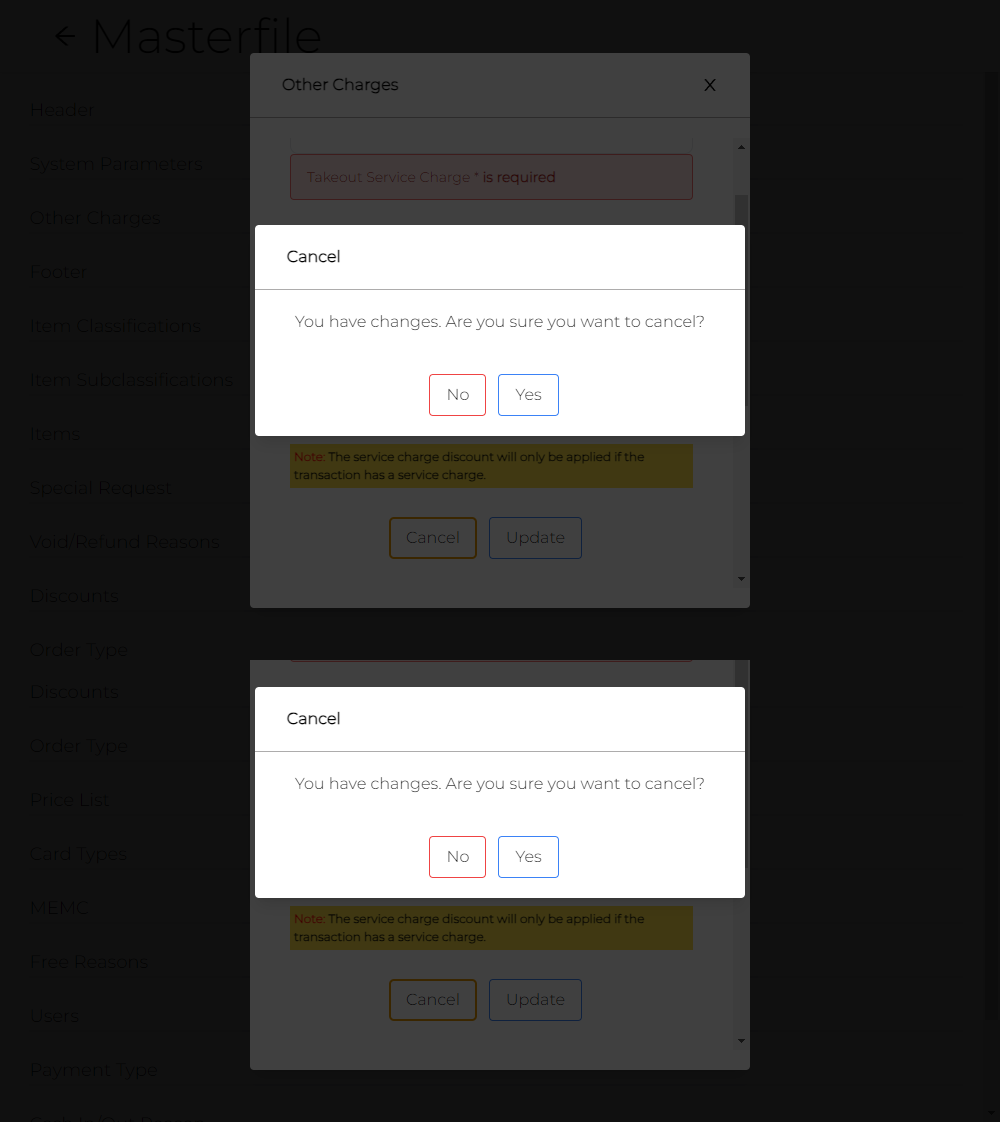 Masterfile
Other Charges
X
Header
System Parameters
Takeout Service Charge * is required
Other Charges
Cancel
Footer
You have changes. Are you sure you want to cancel?
Item Classifications
Item Subclassifications
No Yes
Items
Note: The service charge discount will only be applied if the
transaction has a service charge.
Special Request
Void/Refund Reasons
Cancel Update
Discounts
Order Type
Discounts
Cancel
Order Type
You have changes. Are you sure you want to cancel?
Price List
Card Types
No Yes
MEMC
Note: The service charge discount will only be applied if the
transaction has a service charge.
Free Reasons
Cancel Update
Users
Payment Type